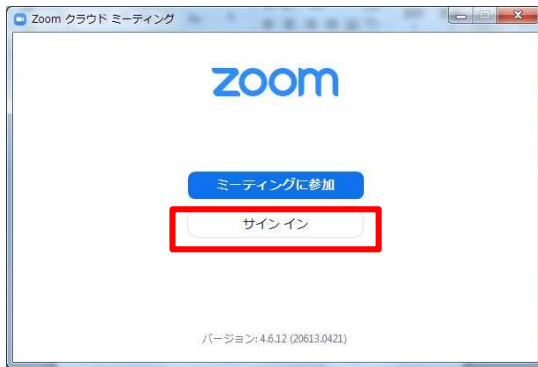 Zoom クラウド ミーティング
zoom
ミーティングに参加
サイン イン
バージョン: 4.6.12 (20613.0421)